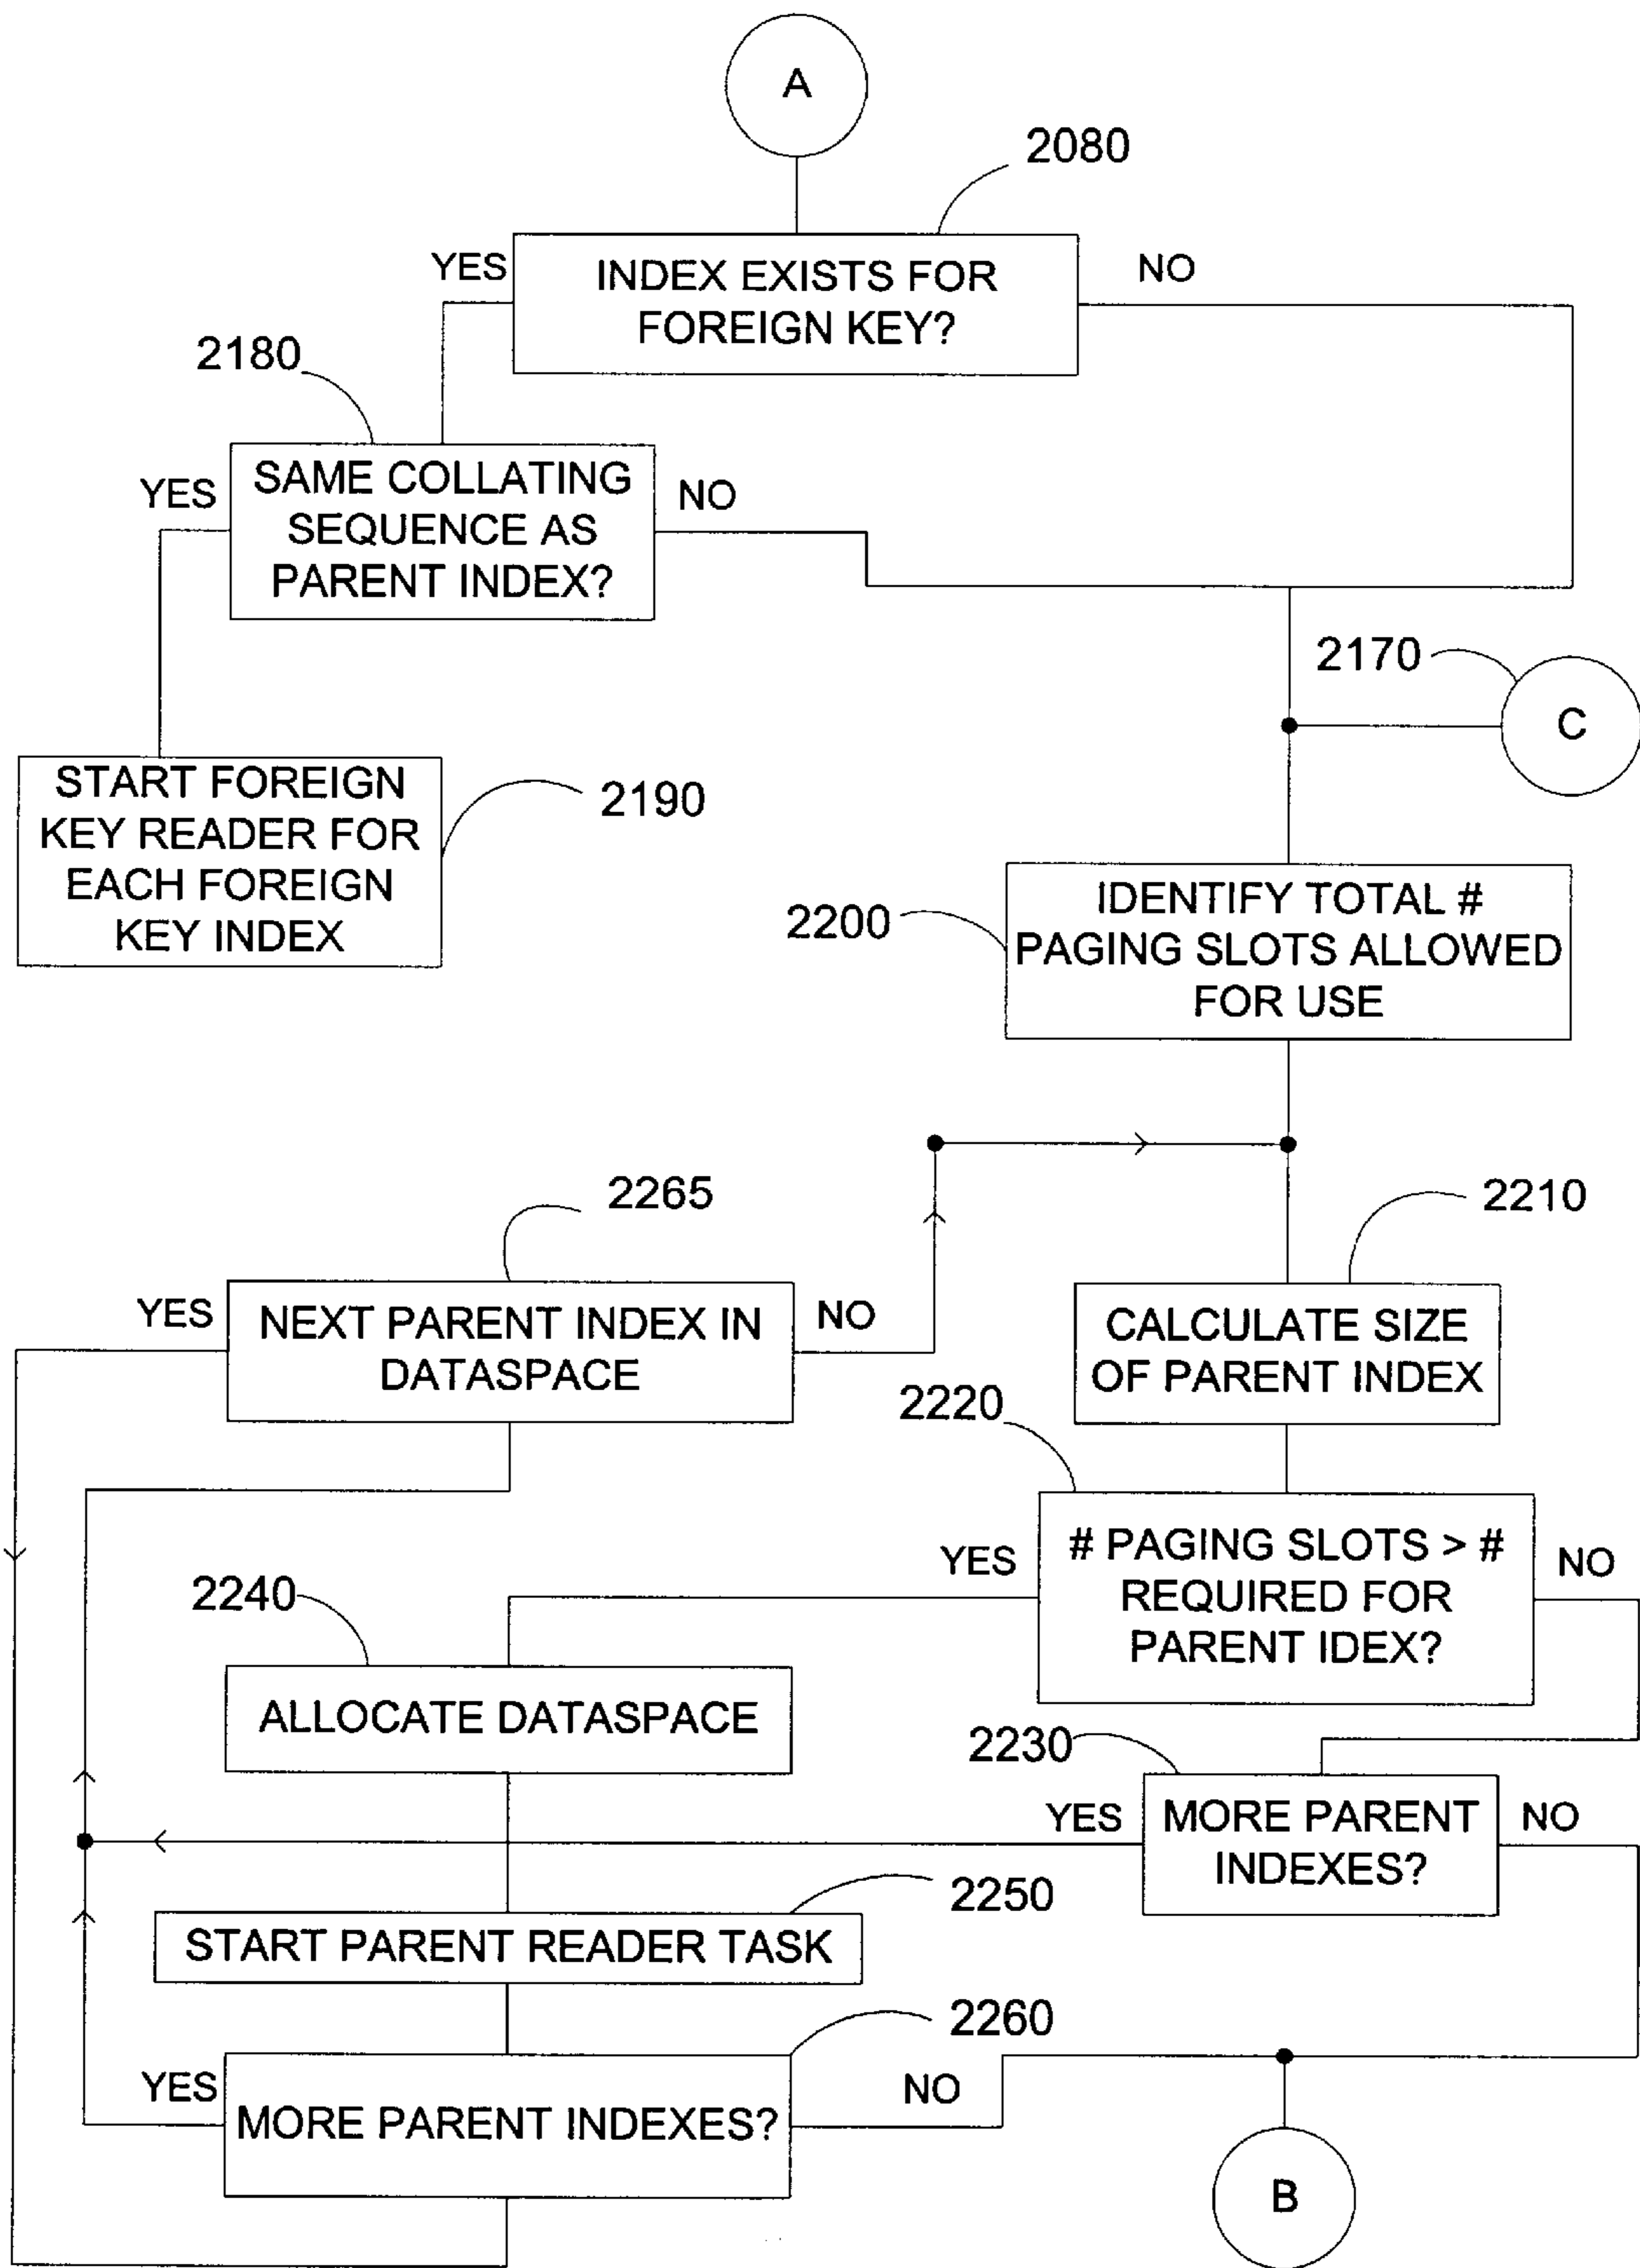 A
2080
YES
INDEX EXISTS FOR
FOREIGN KEY?
NO
2180
YES
SAME COLLATING
SEQUENCE AS
PARENT INDEX?
NO
2170
C
START FOREIGN
KEY READER FOR
EACH FOREIGN
KEY INDEX
2190
2200
IDENTIFY TOTAL #
PAGING SLOTS ALLOWED
FOR USE
2265
2210
YES
NEXT PARENT INDEX IN
DATASPACE
NO
CALCULATE SIZE
OF PARENT INDEX
2220
YES
# PAGING SLOTS > #
REQUIRED FOR
PARENT IDEX?
NO
2240
ALLOCATE DATASPACE
2230
YES
MORE PARENT
INDEXES?
NO
2250
START PARENT READER TASK
2260
YES
MORE PARENT INDEXES?
NO
B